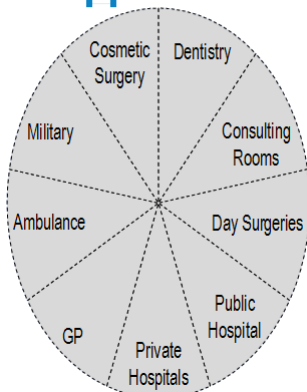 Cosmetic
Surgery
Dentistry
Consulting
Rooms
Day Surgeries
Public
Hospital
Private
Hospitals
GP
Ambulance
Military